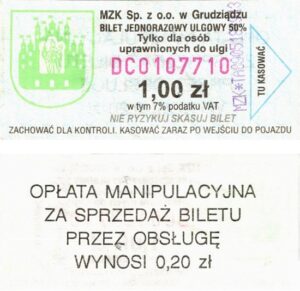 MZK Sp. z o.o. w Grudziądzu
BILET JEDNORAZOWY ULGOWY 50%
Tylko dla osób
uprawnionych do ulgi
DC0107710
1,00 zł
w tym 7% podatku VAT
NIE RYZYKUJ SKASUJ BILET
ZACHOWAĆ DLA KONTROLI. KASOWAĆ ZARAZ PO WEJŚCIU DO POJAZDU
TU KASOWAĆ
OPŁATA MANIPULACYJNA
ZA SPRZEDAŻ BILETU
PRZEZ OBSŁUGĘ
WYNOSI 0,20 zł